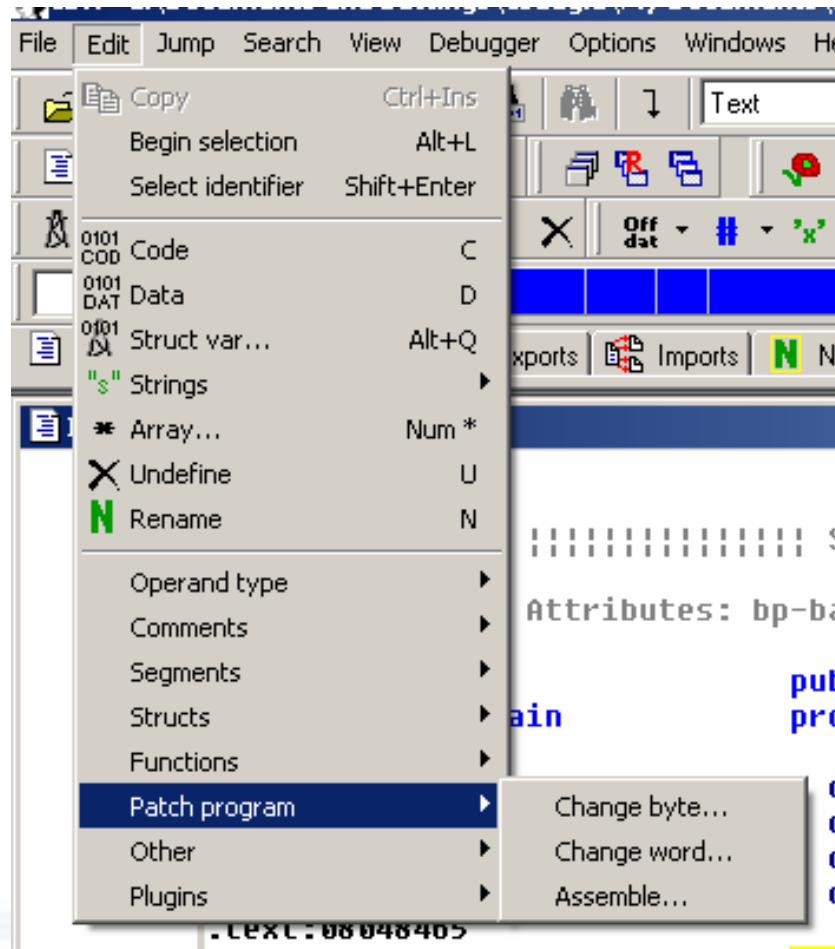 File Edit Jump Search View Debugger Options Windows
Text
Copy Ctrl+Ins
Begin selection Alt+L
Select identifier Shift+Enter
0101 COD Code C
0101 DAT Data D
0101 Struct var... Alt+Q
"s" Strings
Array... Num *
Undefine U
N Rename N
Operand type
Comments
Segments
Structs
Functions
Patch program
Other
Plugins
Change byte...
Change word...
Assemble...
Off dat # 'x'
xports Imports N N
Attributes: bp-ba
pub
ain pro
.text:08048465